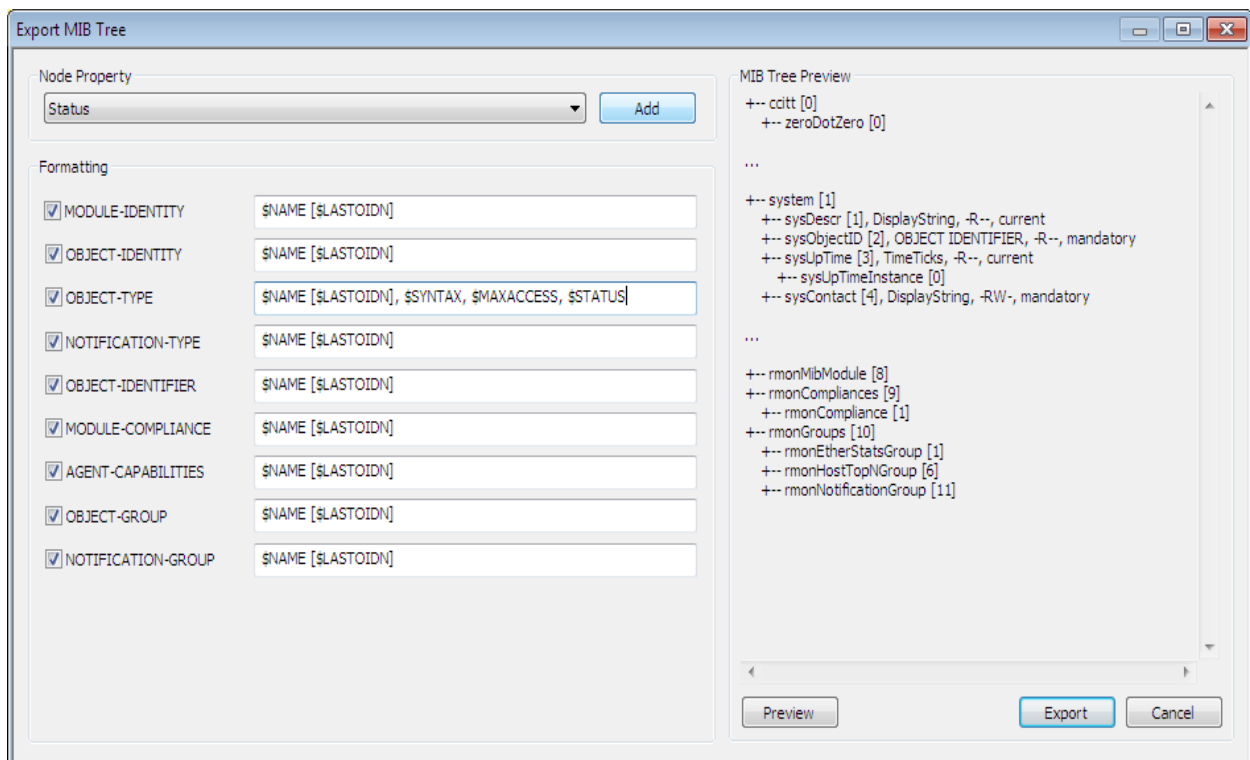 Export MIB Tree
Node Property
Status
Add
Formatting
MODULE-IDENTITY $NAME [$LASTOIDN]
OBJECT-IDENTITY $NAME [$LASTOIDN]
OBJECT-TYPE $NAME [$LASTOIDN], $SYNTAX, $MAXACCESS, $STATUS
NOTIFICATION-TYPE $NAME [$LASTOIDN]
OBJECT-IDENTIFIER $NAME [$LASTOIDN]
MODULE-COMPLIANCE $NAME [$LASTOIDN]
AGENT-CAPABILITIES $NAME [$LASTOIDN]
OBJECT-GROUP $NAME [$LASTOIDN]
NOTIFICATION-GROUP $NAME [$LASTOIDN]
MIB Tree Preview
+-- ccitt [0]
+-- zeroDotZero [0]
...
+-- system [1]
+-- sysDescr [1], DisplayString, -R--, current
+-- sysObjectID [2], OBJECT IDENTIFIER, -R--, mandatory
+-- sysUpTime [3], TimeTicks, -R--, current
+-- sysUpTimeInstance [0]
+-- sysContact [4], DisplayString, -RW-, mandatory
...
+-- rmonMibModule [8]
+-- rmonCompliances [9]
+-- rmonCompliance [1]
+-- rmonGroups [10]
+-- rmonEtherStatsGroup [1]
+-- rmonHostTopNGroup [6]
+-- rmonNotificationGroup [11]
Preview
Export
Cancel